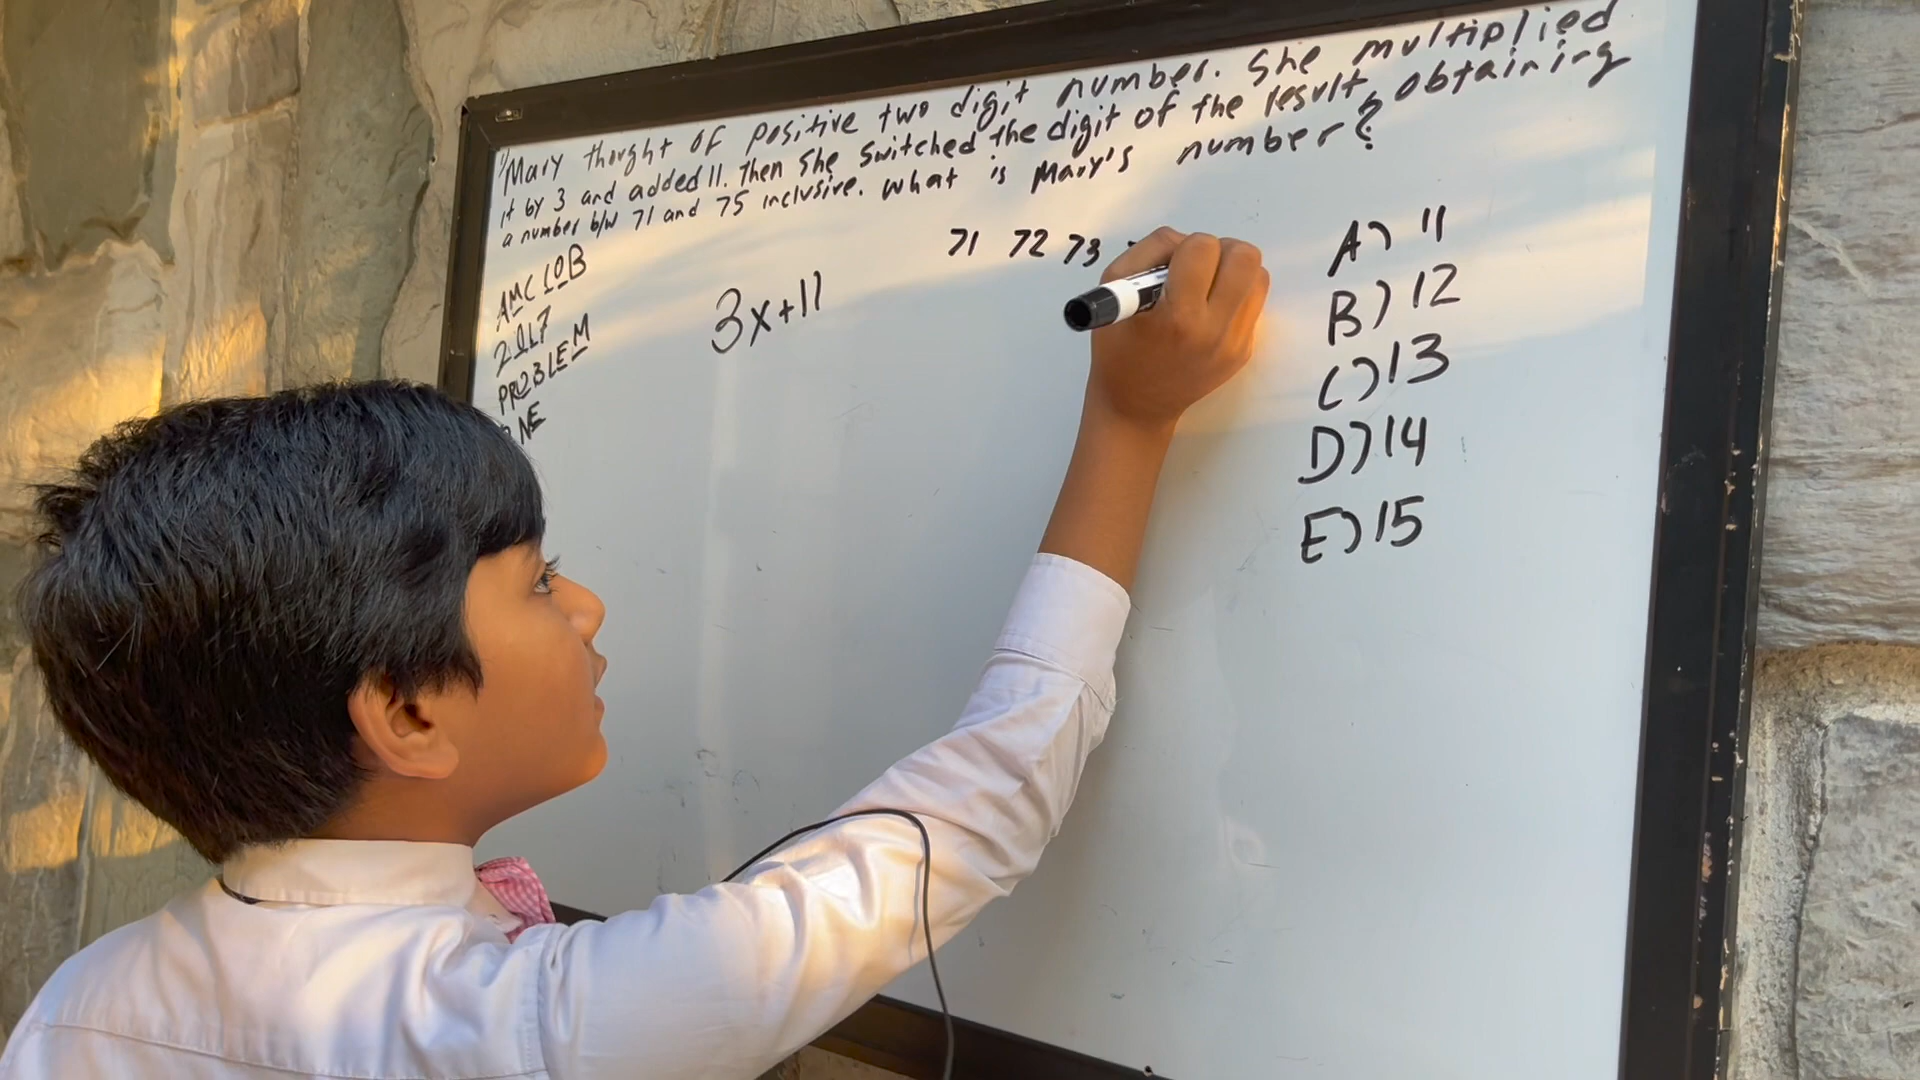 1) Mary thought of positive two digit number. She multiplied
it by 3 and added 11. Then she switched the digit of the result, obtaining
a number b/w 71 and 75 inclusive. What is Mary's number?
AMC 10B
2017
PROBLEM
ONE
3x+11
71 72 73
A) 11
B) 12
C) 13
D) 14
E) 15